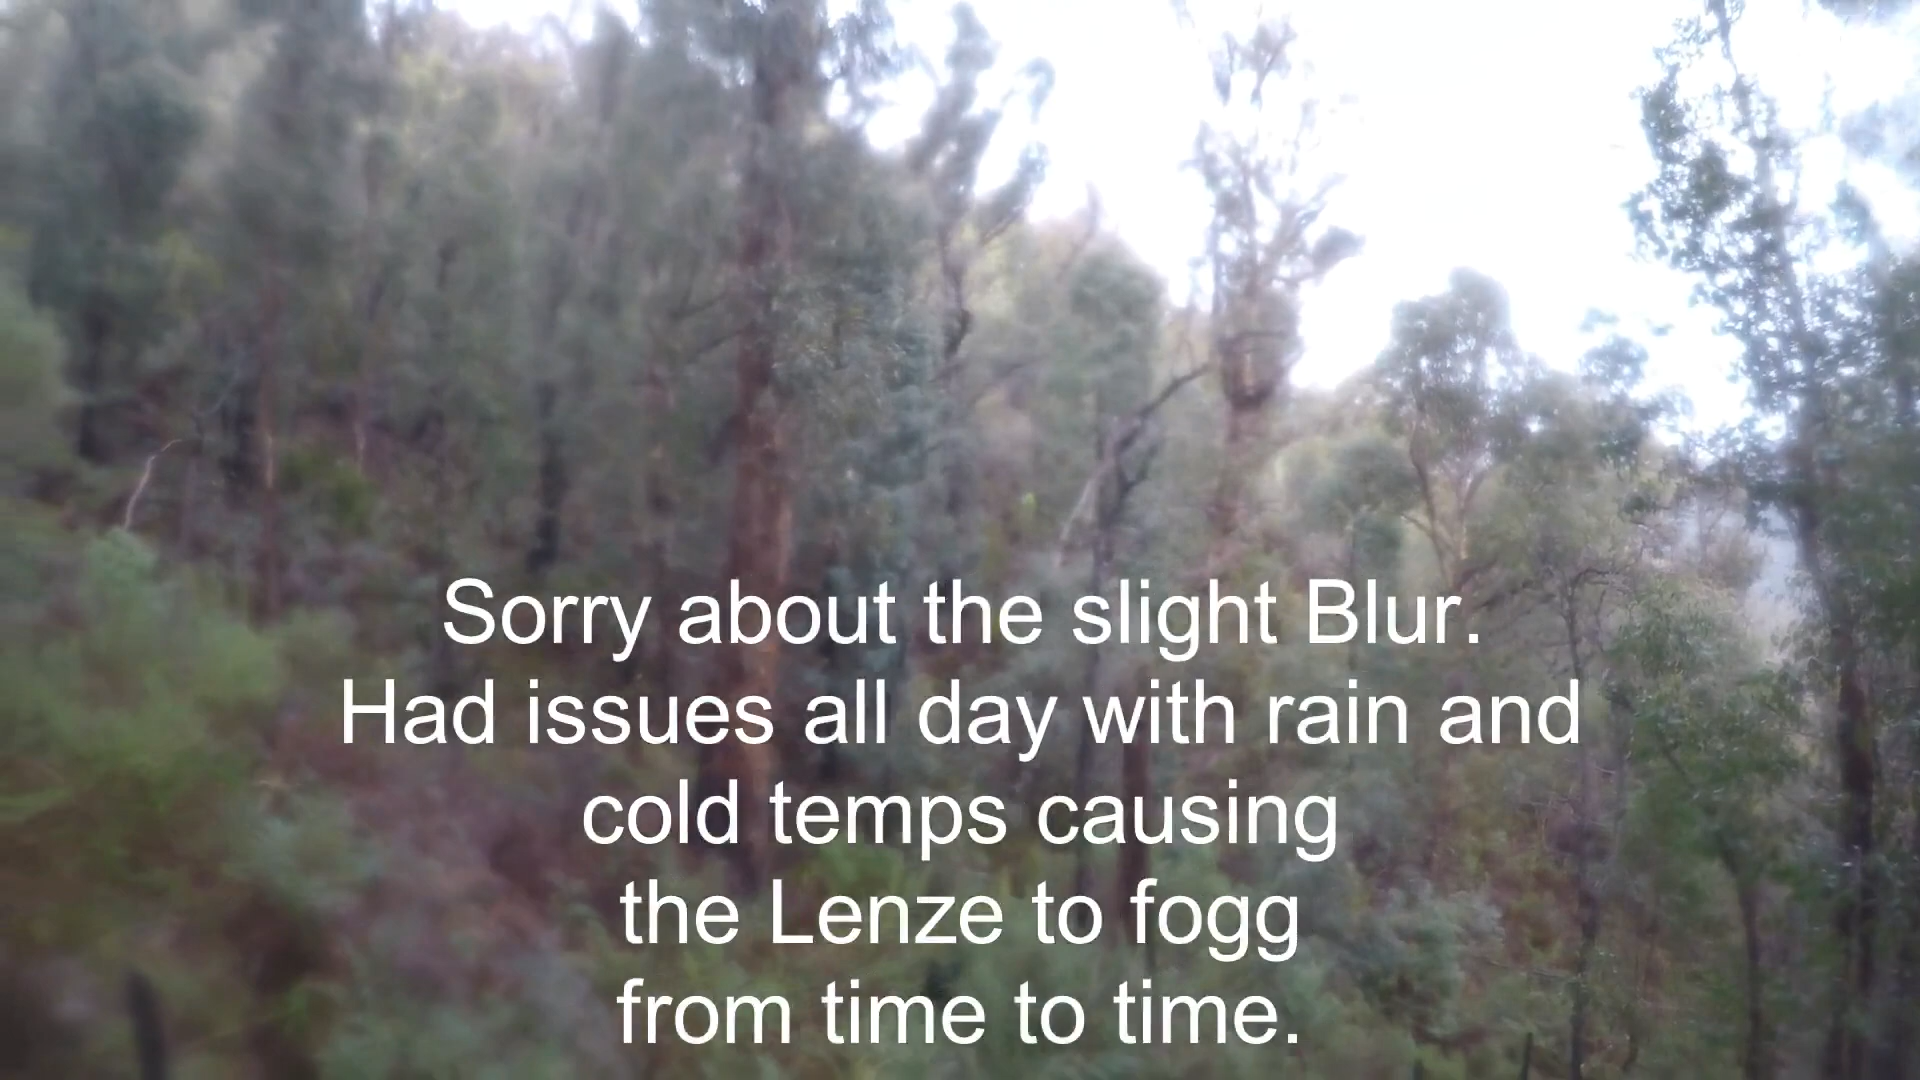 Sorry about the slight Blur.
Had issues all day with rain and
cold temps causing
the Lenze to fogg
from time to time.